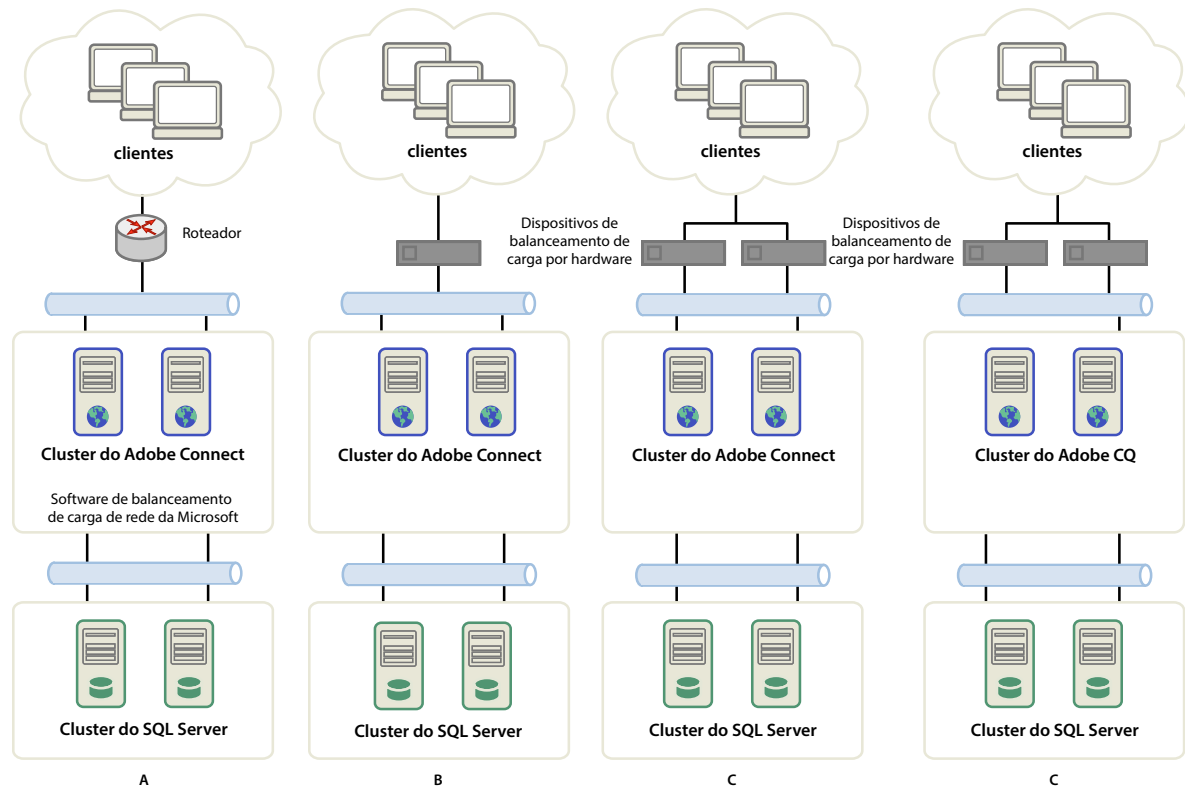 clientes
clientes
clientes
clientes
Roteador
Dispositivos de
balanceamento de
carga por hardware
Dispositivos de
balanceamento de
carga por hardware
Cluster do Adobe Connect
Cluster do Adobe Connect
Cluster do Adobe Connect
Cluster do Adobe CQ
Software de balanceamento
de carga de rede da Microsoft
Cluster do SQL Server
Cluster do SQL Server
Cluster do SQL Server
Cluster do SQL Server
A
B
C
C